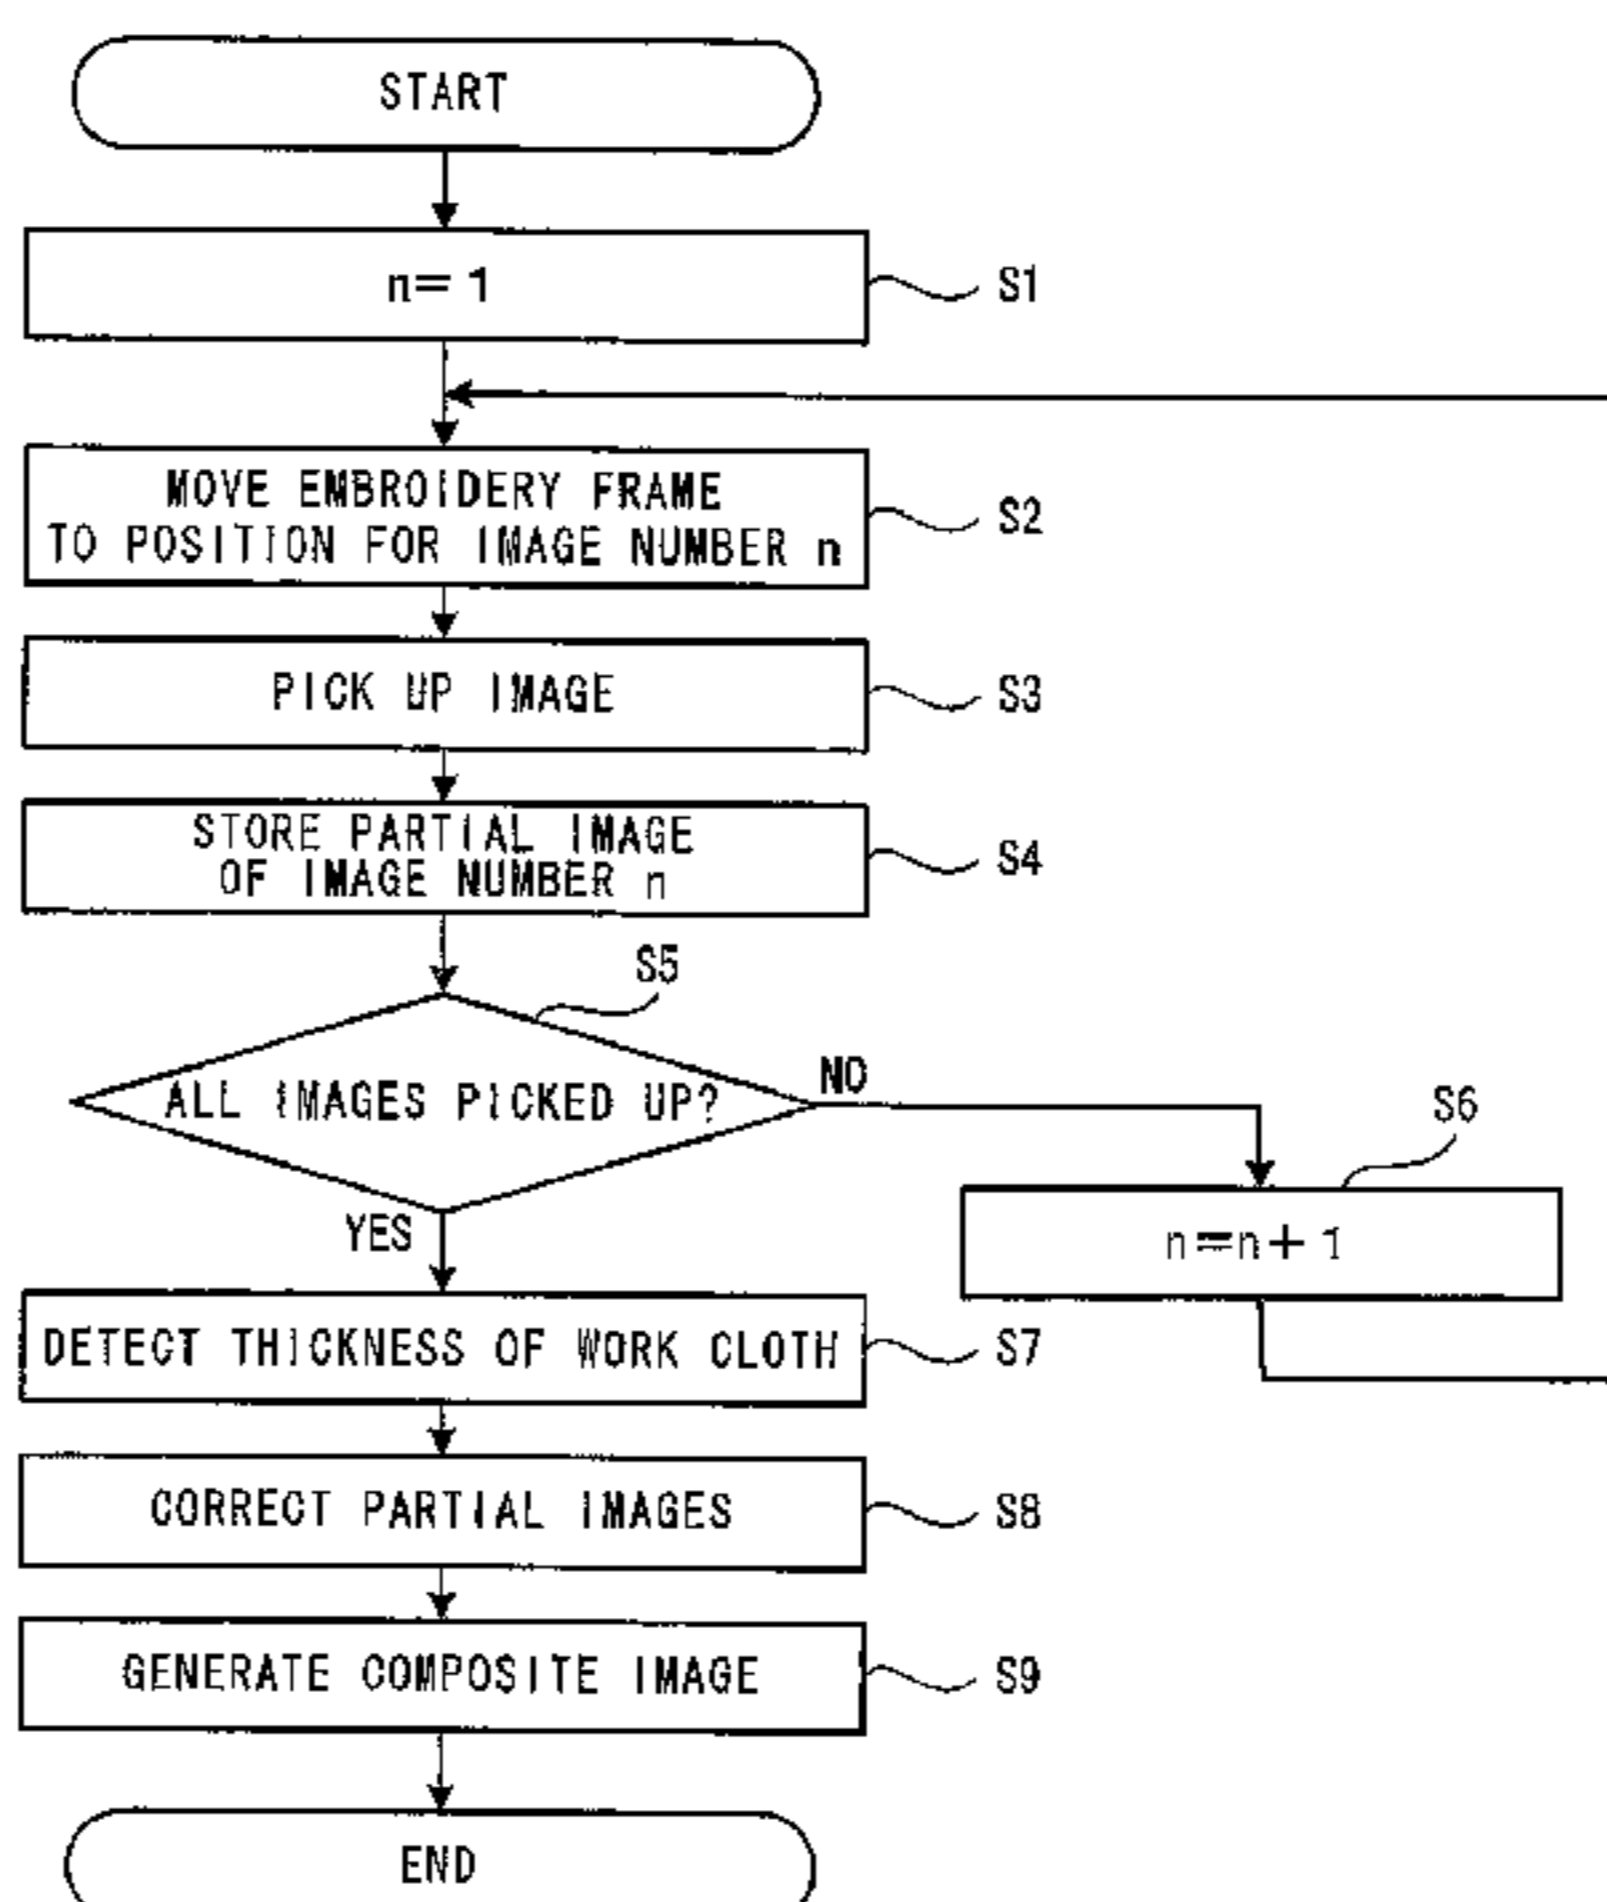 START
n=1
S1
MOVE EMBROIDERY FRAME
TO POSITION FOR IMAGE NUMBER n
S2
PICK UP IMAGE
S3
STORE PARTIAL IMAGE
OF IMAGE NUMBER n
S4
S5
ALL IMAGES PICKED UP?
NO
S6
n=n+1
YES
DETECT THICKNESS OF WORK CLOTH
S7
CORRECT PARTIAL IMAGES
S8
GENERATE COMPOSITE IMAGE
S9
END